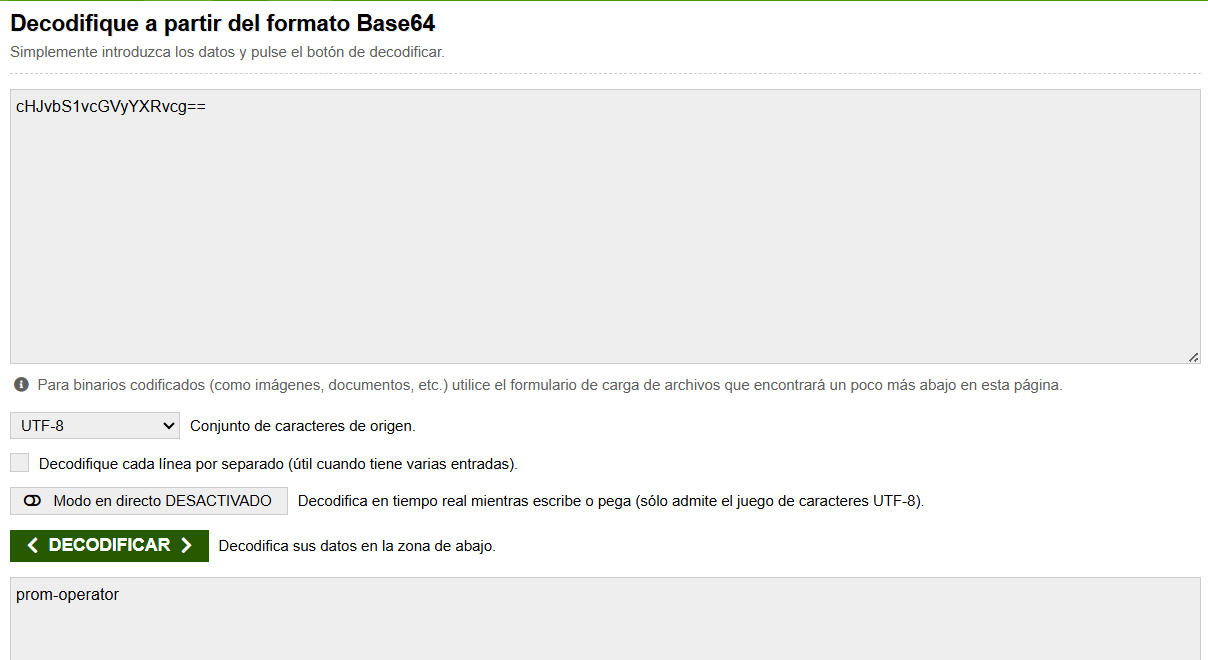 Decodifique a partir del formato Base64
Simplemente introduzca los datos y pulse el botón de decodificar.
cHJvbS1vcGVyYXRvcg==
Para binarios codificados (como imágenes, documentos, etc.) utilice el formulario de carga de archivos que encontrará un poco más abajo en esta página.
UTF-8 Conjunto de caracteres de origen.
Decodifique cada línea por separado (útil cuando tiene varias entradas).
Modo en directo DESACTIVADO Decodifica en tiempo real mientras escribe o pega (sólo admite el juego de caracteres UTF-8).
DECODIFICAR Decodifica sus datos en la zona de abajo.
prom-operator